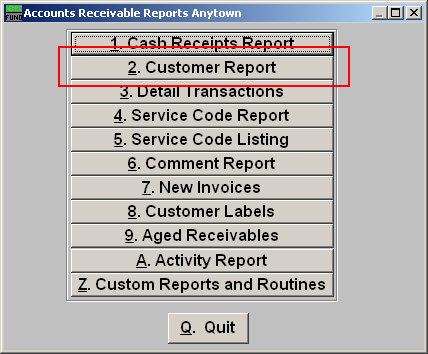 Accounts Receivable Reports Anytown
1. Cash Receipts Report
2. Customer Report
3. Detail Transactions
4. Service Code Report
5. Service Code Listing
6. Comment Report
7. New Invoices
8. Customer Labels
9. Aged Receivables
A. Activity Report
Z. Custom Reports and Routines
Q. Quit